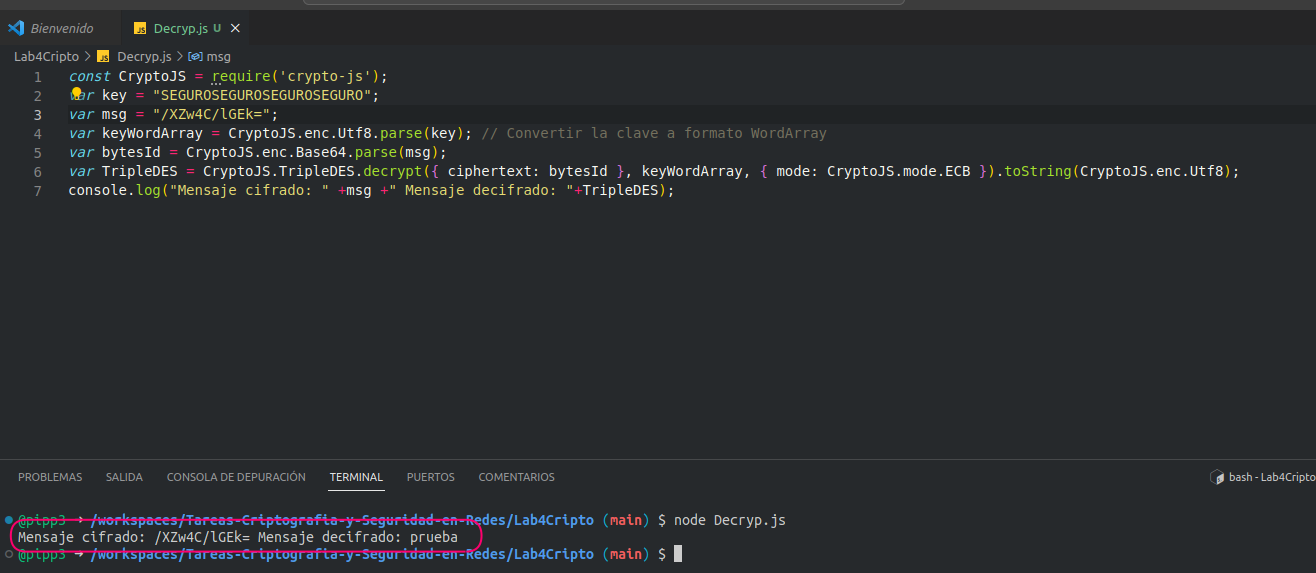 Bienvenido
JS Decryp.js U ×
Lab4Cripto > JS Decryp.js > msg
1 const CryptoJS = require('crypto-js');
2 var key = "SEGUROSEGUROSEGUROSEGURO";
3 var msg = "/XZw4C/lGEk=";
4 var keyWordArray = CryptoJS.enc.Utf8.parse(key); // Convertir la clave a formato WordArray
5 var bytesId = CryptoJS.enc.Base64.parse(msg);
6 var TripleDES = CryptoJS.TripleDES.decrypt({ ciphertext: bytesId }, keyWordArray, { mode: CryptoJS.mode.ECB }).toString(CryptoJS.enc.Utf8);
7 console.log("Mensaje cifrado: " +msg +" Mensaje decifrado: "+TripleDES);
PROBLEMAS SALIDA CONSOLA DE DEPURACIÓN TERMINAL PUERTOS COMENTARIOS
bash - Lab4Cripto
@pipp3 → /workspaces/Tareas-Criptografia-y-Seguridad-en-Redes/Lab4Cripto (main) $ node Decryp.js
Mensaje cifrado: /XZw4C/lGEk= Mensaje decifrado: prueba
@pipp3 → /workspaces/Tareas-Criptografia-y-Seguridad-en-Redes/Lab4Cripto (main) $